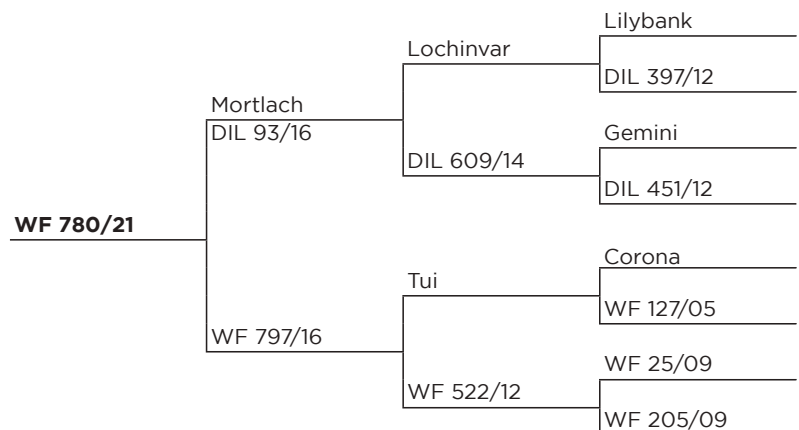 Lilybank
Lochinvar
DIL 397/12
Mortlach
DIL 93/16
Gemini
DIL 609/14
DIL 451/12
WF 780/21
Corona
Tui
WF 127/05
WF 797/16
WF 25/09
WF 522/12
WF 205/09